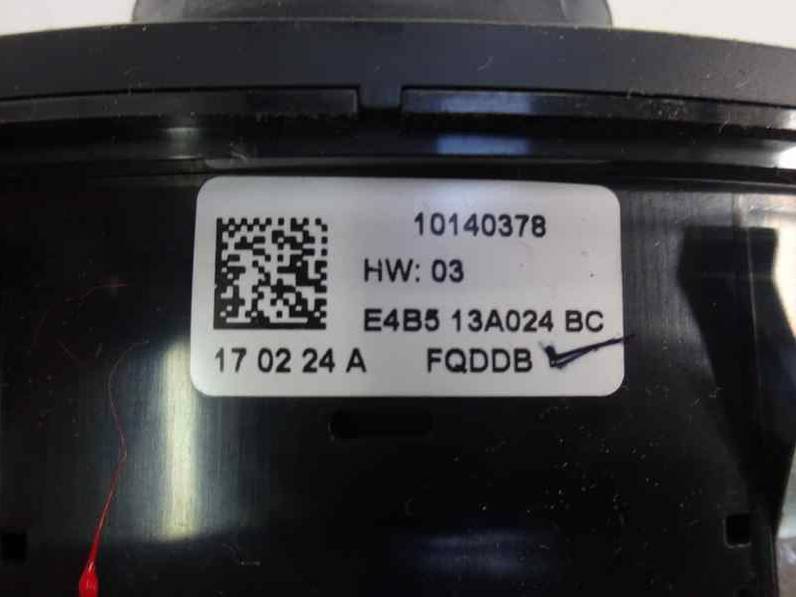 10140378
HW: 03
E4B5 13A024 BC
17 02 24 A FQDDB